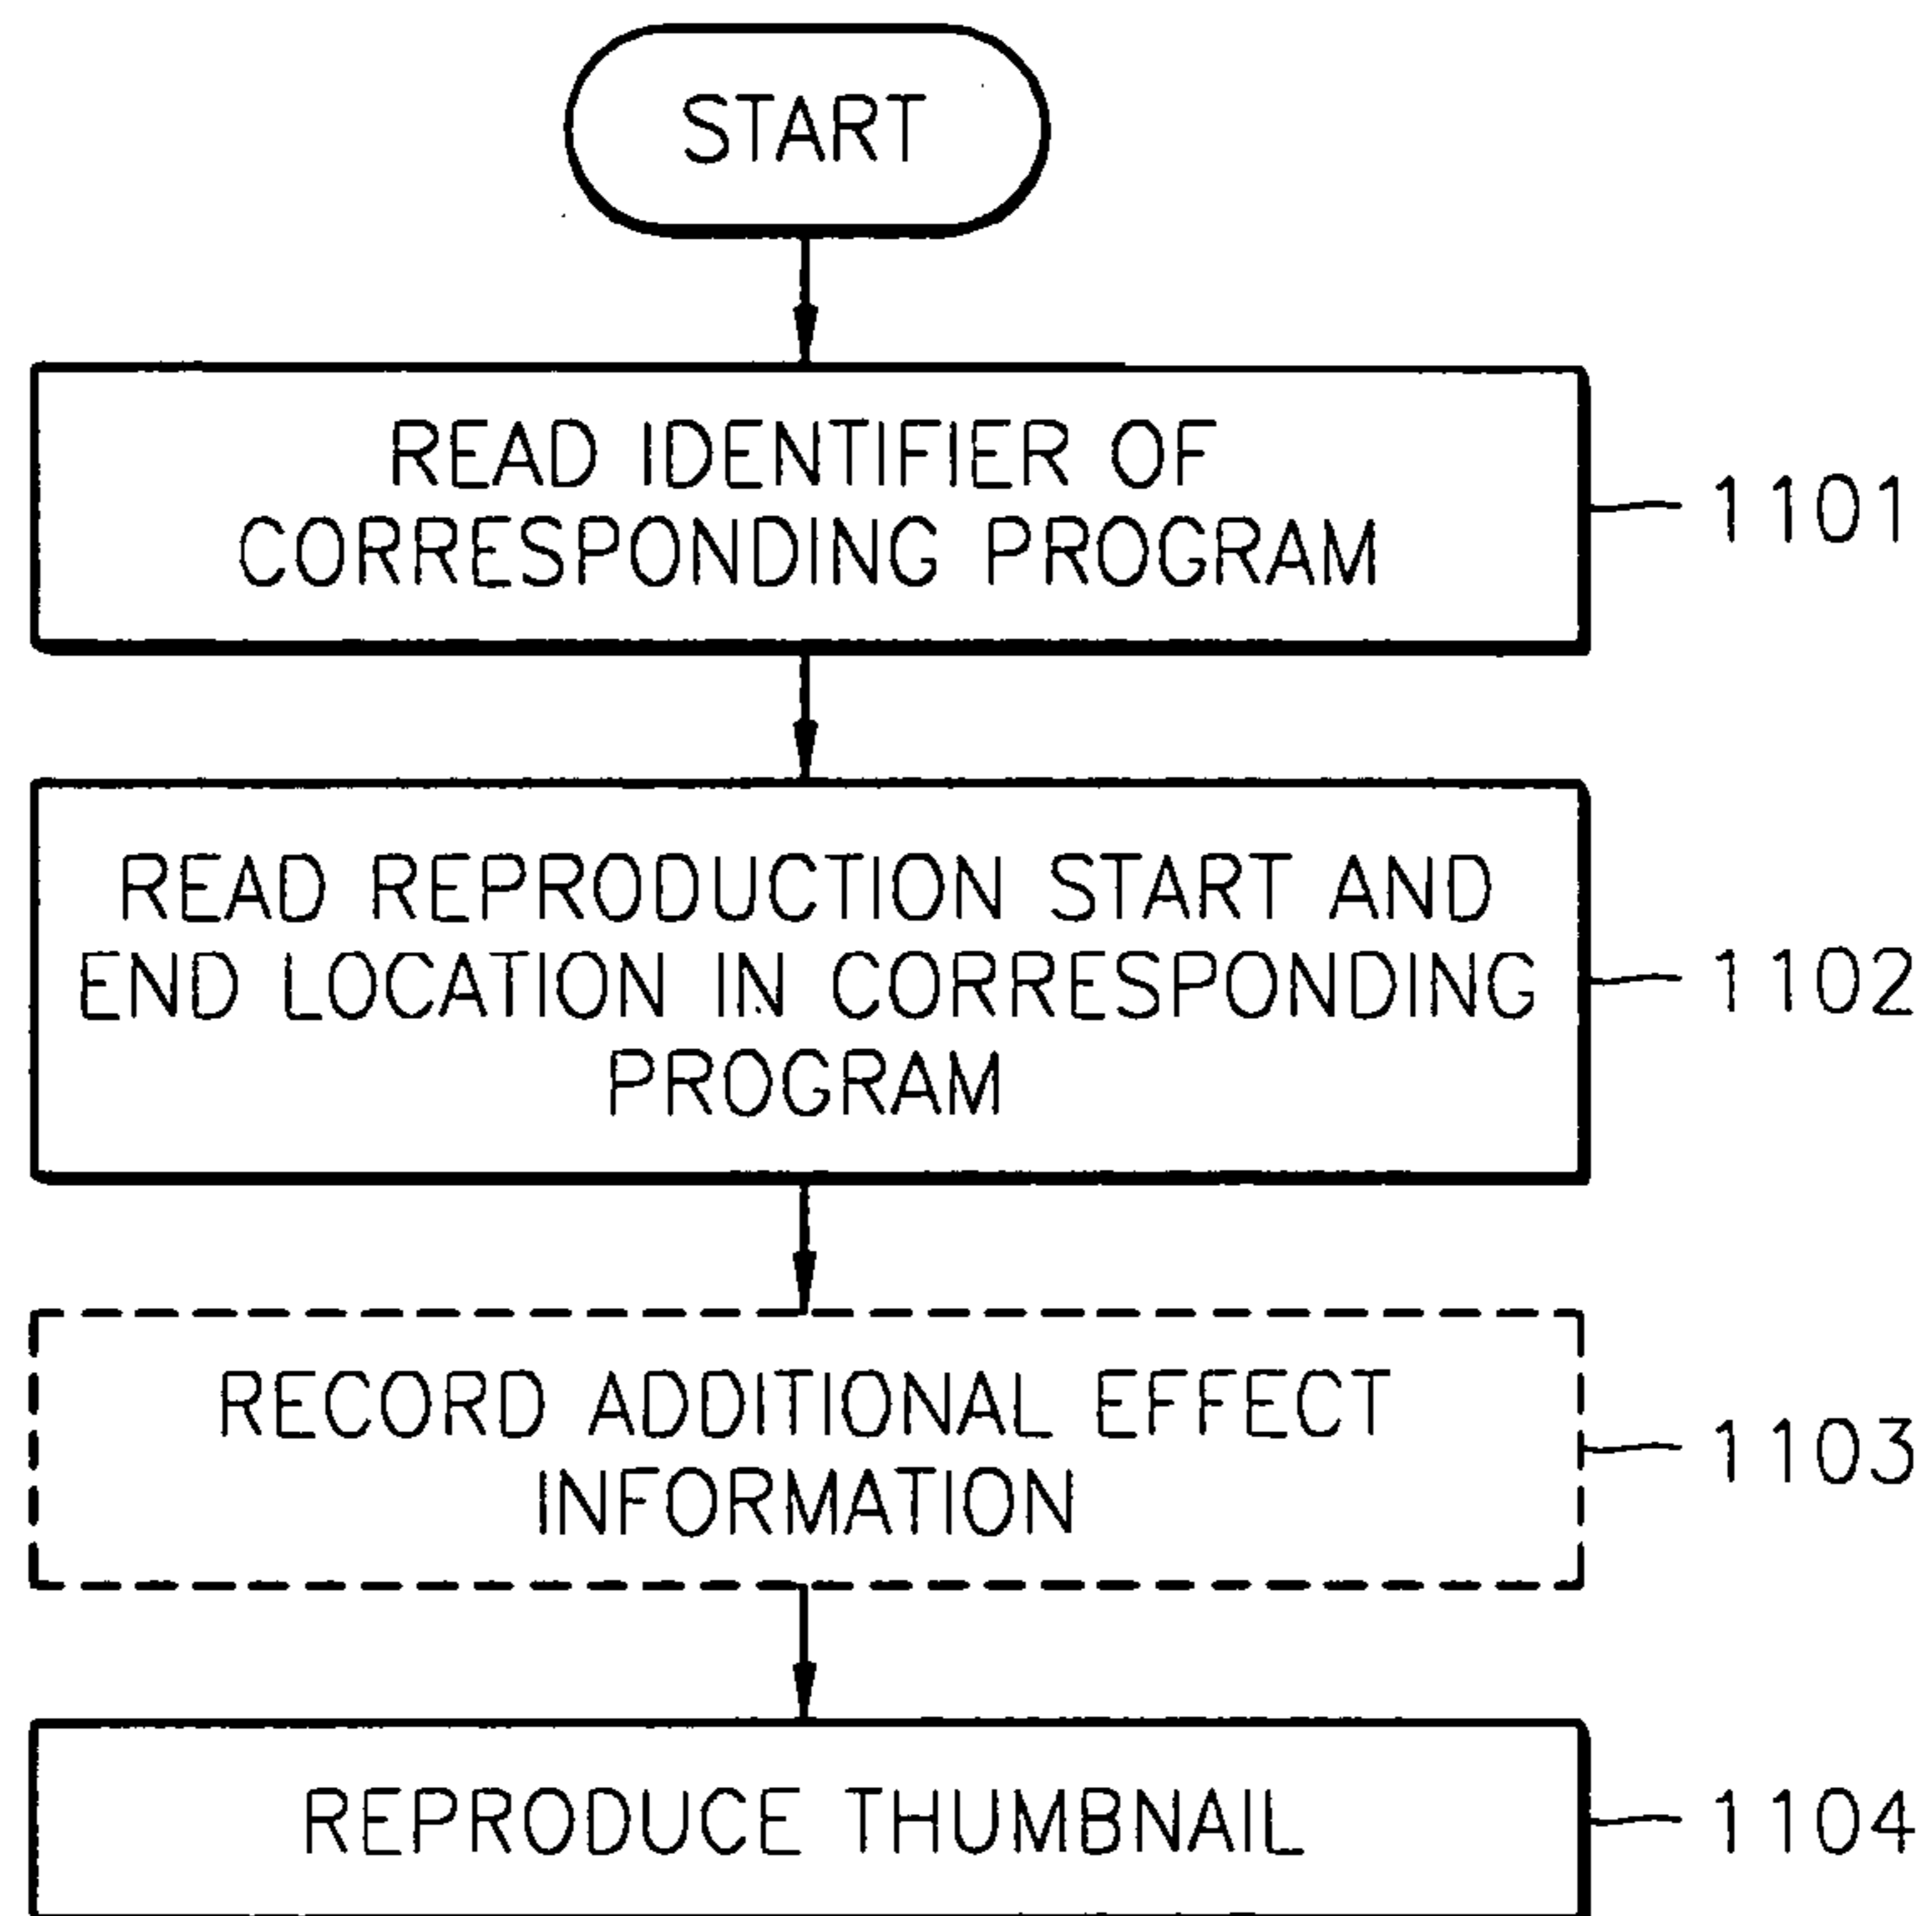 START
READ IDENTIFIER OF
CORRESPONDING PROGRAM
1101
READ REPRODUCTION START AND
END LOCATION IN CORRESPONDING
PROGRAM
1102
RECORD ADDITIONAL EFFECT
INFORMATION
1103
REPRODUCE THUMBNAIL
1104